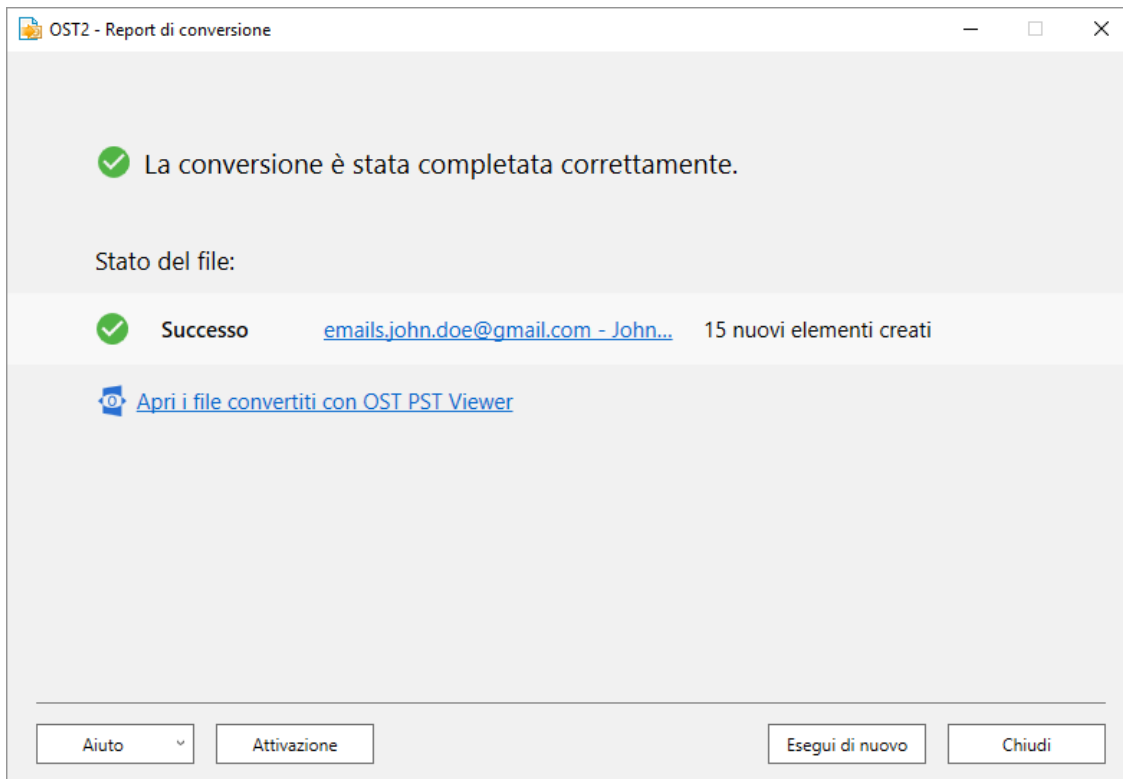 OST2 - Report di conversione
La conversione è stata completata correttamente.
Stato del file:
Successo emails.john.doe@gmail.com - John... 15 nuovi elementi creati
Apri i file convertiti con OST PST Viewer
Aiuto Attivazione Esegui di nuovo Chiudi